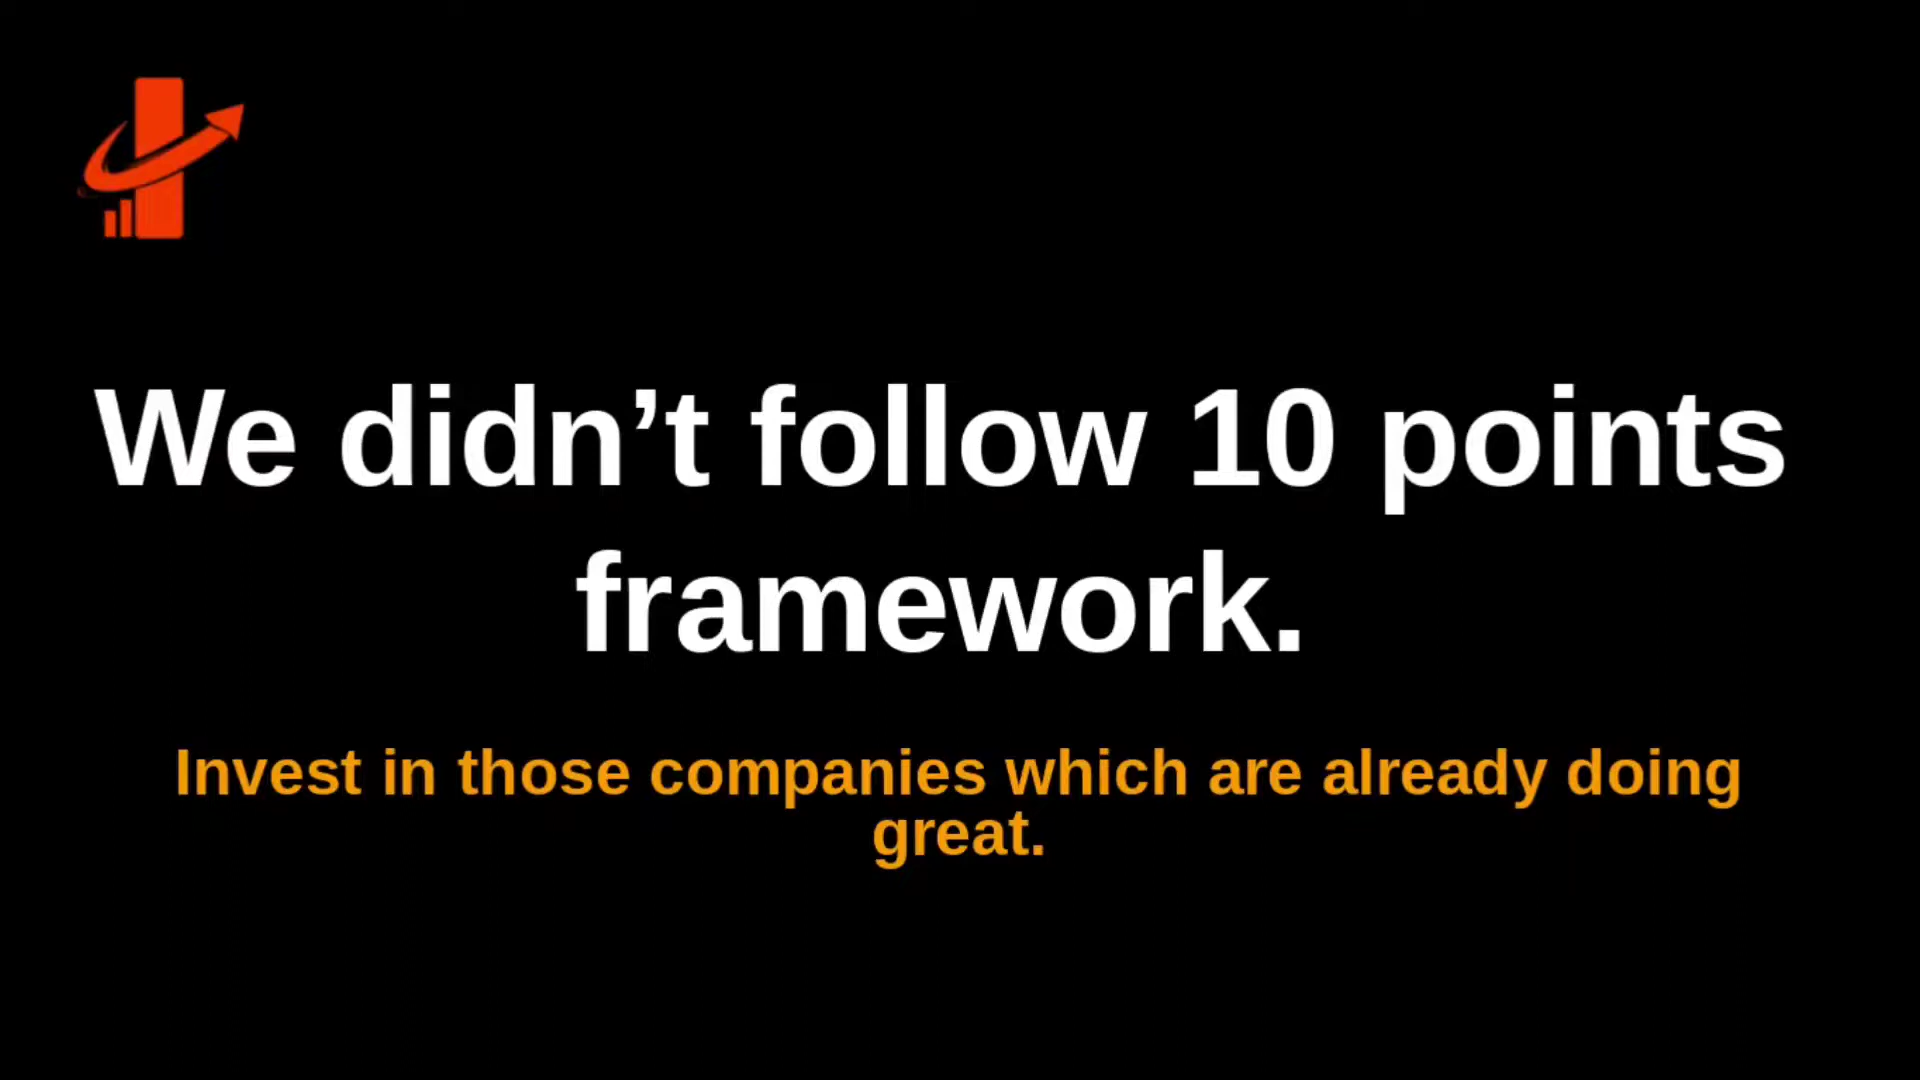 We didn’t follow 10 points
framework.
Invest in those companies which are already doing
great.